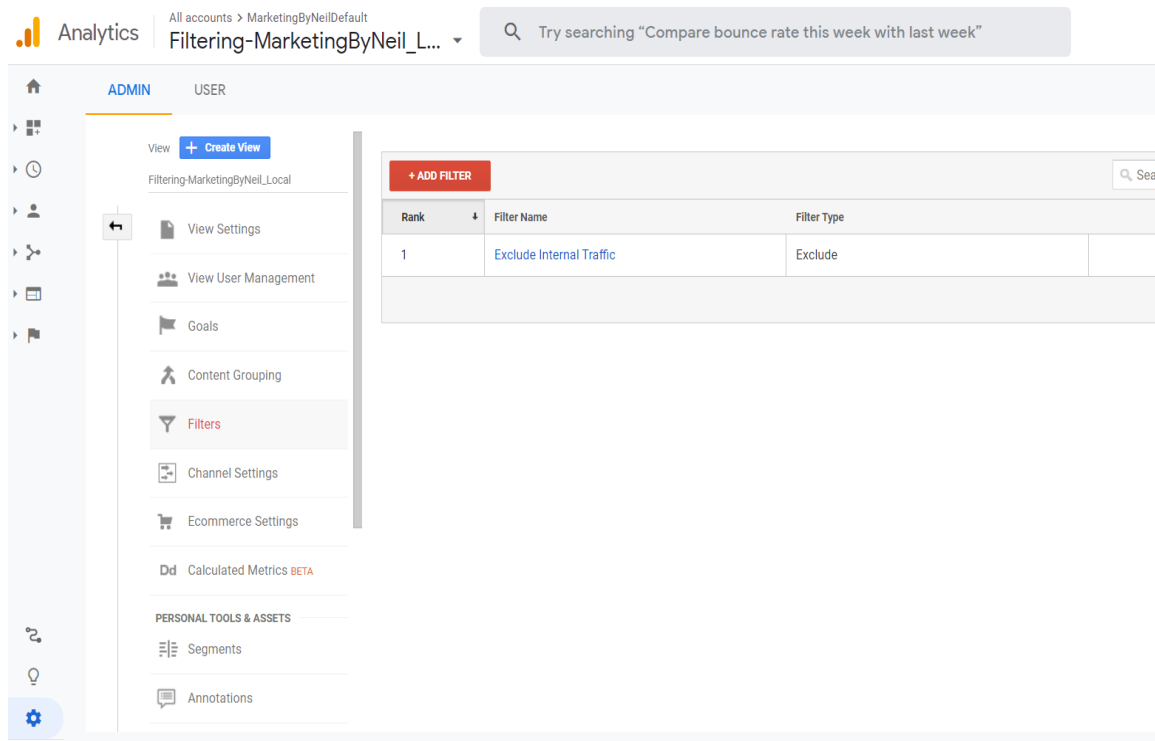 Analytics
All accounts > MarketingByNeilDefault
Filtering-MarketingByNeil_L...
Try searching “Compare bounce rate this week with last week”
ADMIN
USER
View
+ Create View
Filtering-MarketingByNeil_Local
View Settings
View User Management
Goals
Content Grouping
Filters
Channel Settings
Ecommerce Settings
Dd Calculated Metrics BETA
PERSONAL TOOLS & ASSETS
Segments
Annotations
+ ADD FILTER
Sea
Rank Filter Name Filter Type
1 Exclude Internal Traffic Exclude